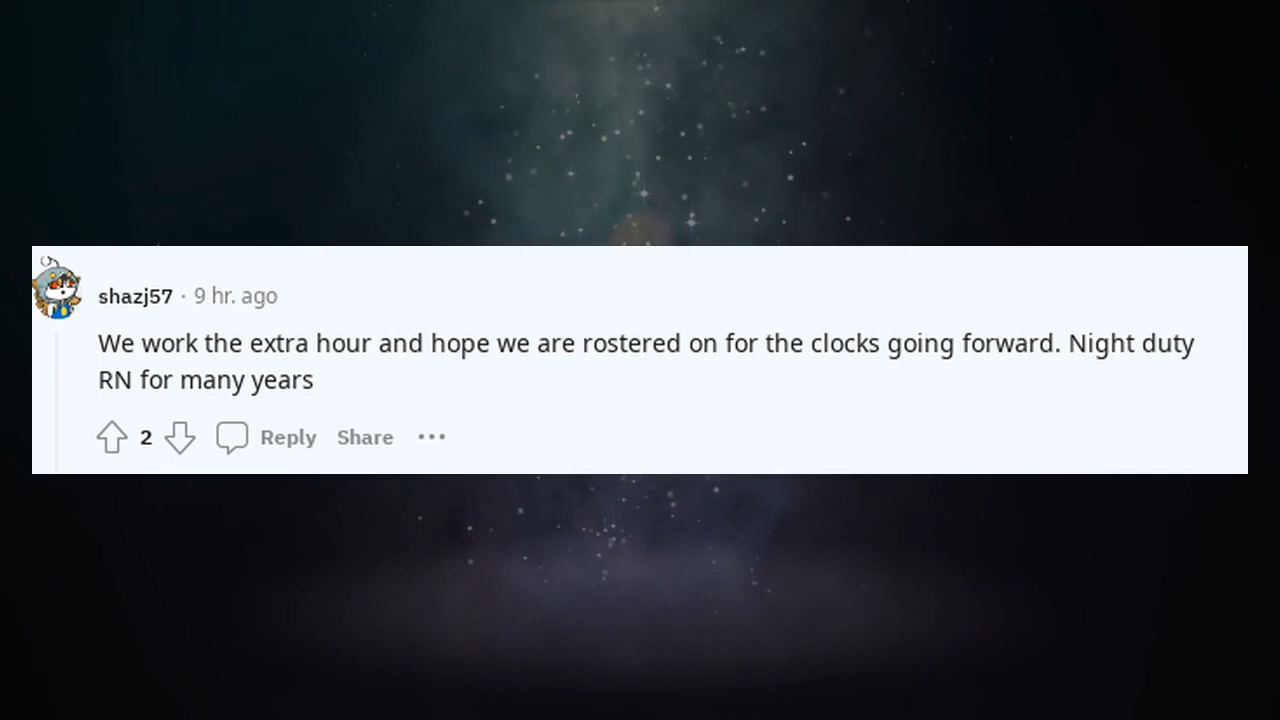 shazj57 · 9 hr. ago
We work the extra hour and hope we are rostered on for the clocks going forward. Night duty
RN for many years
2 Reply Share ···